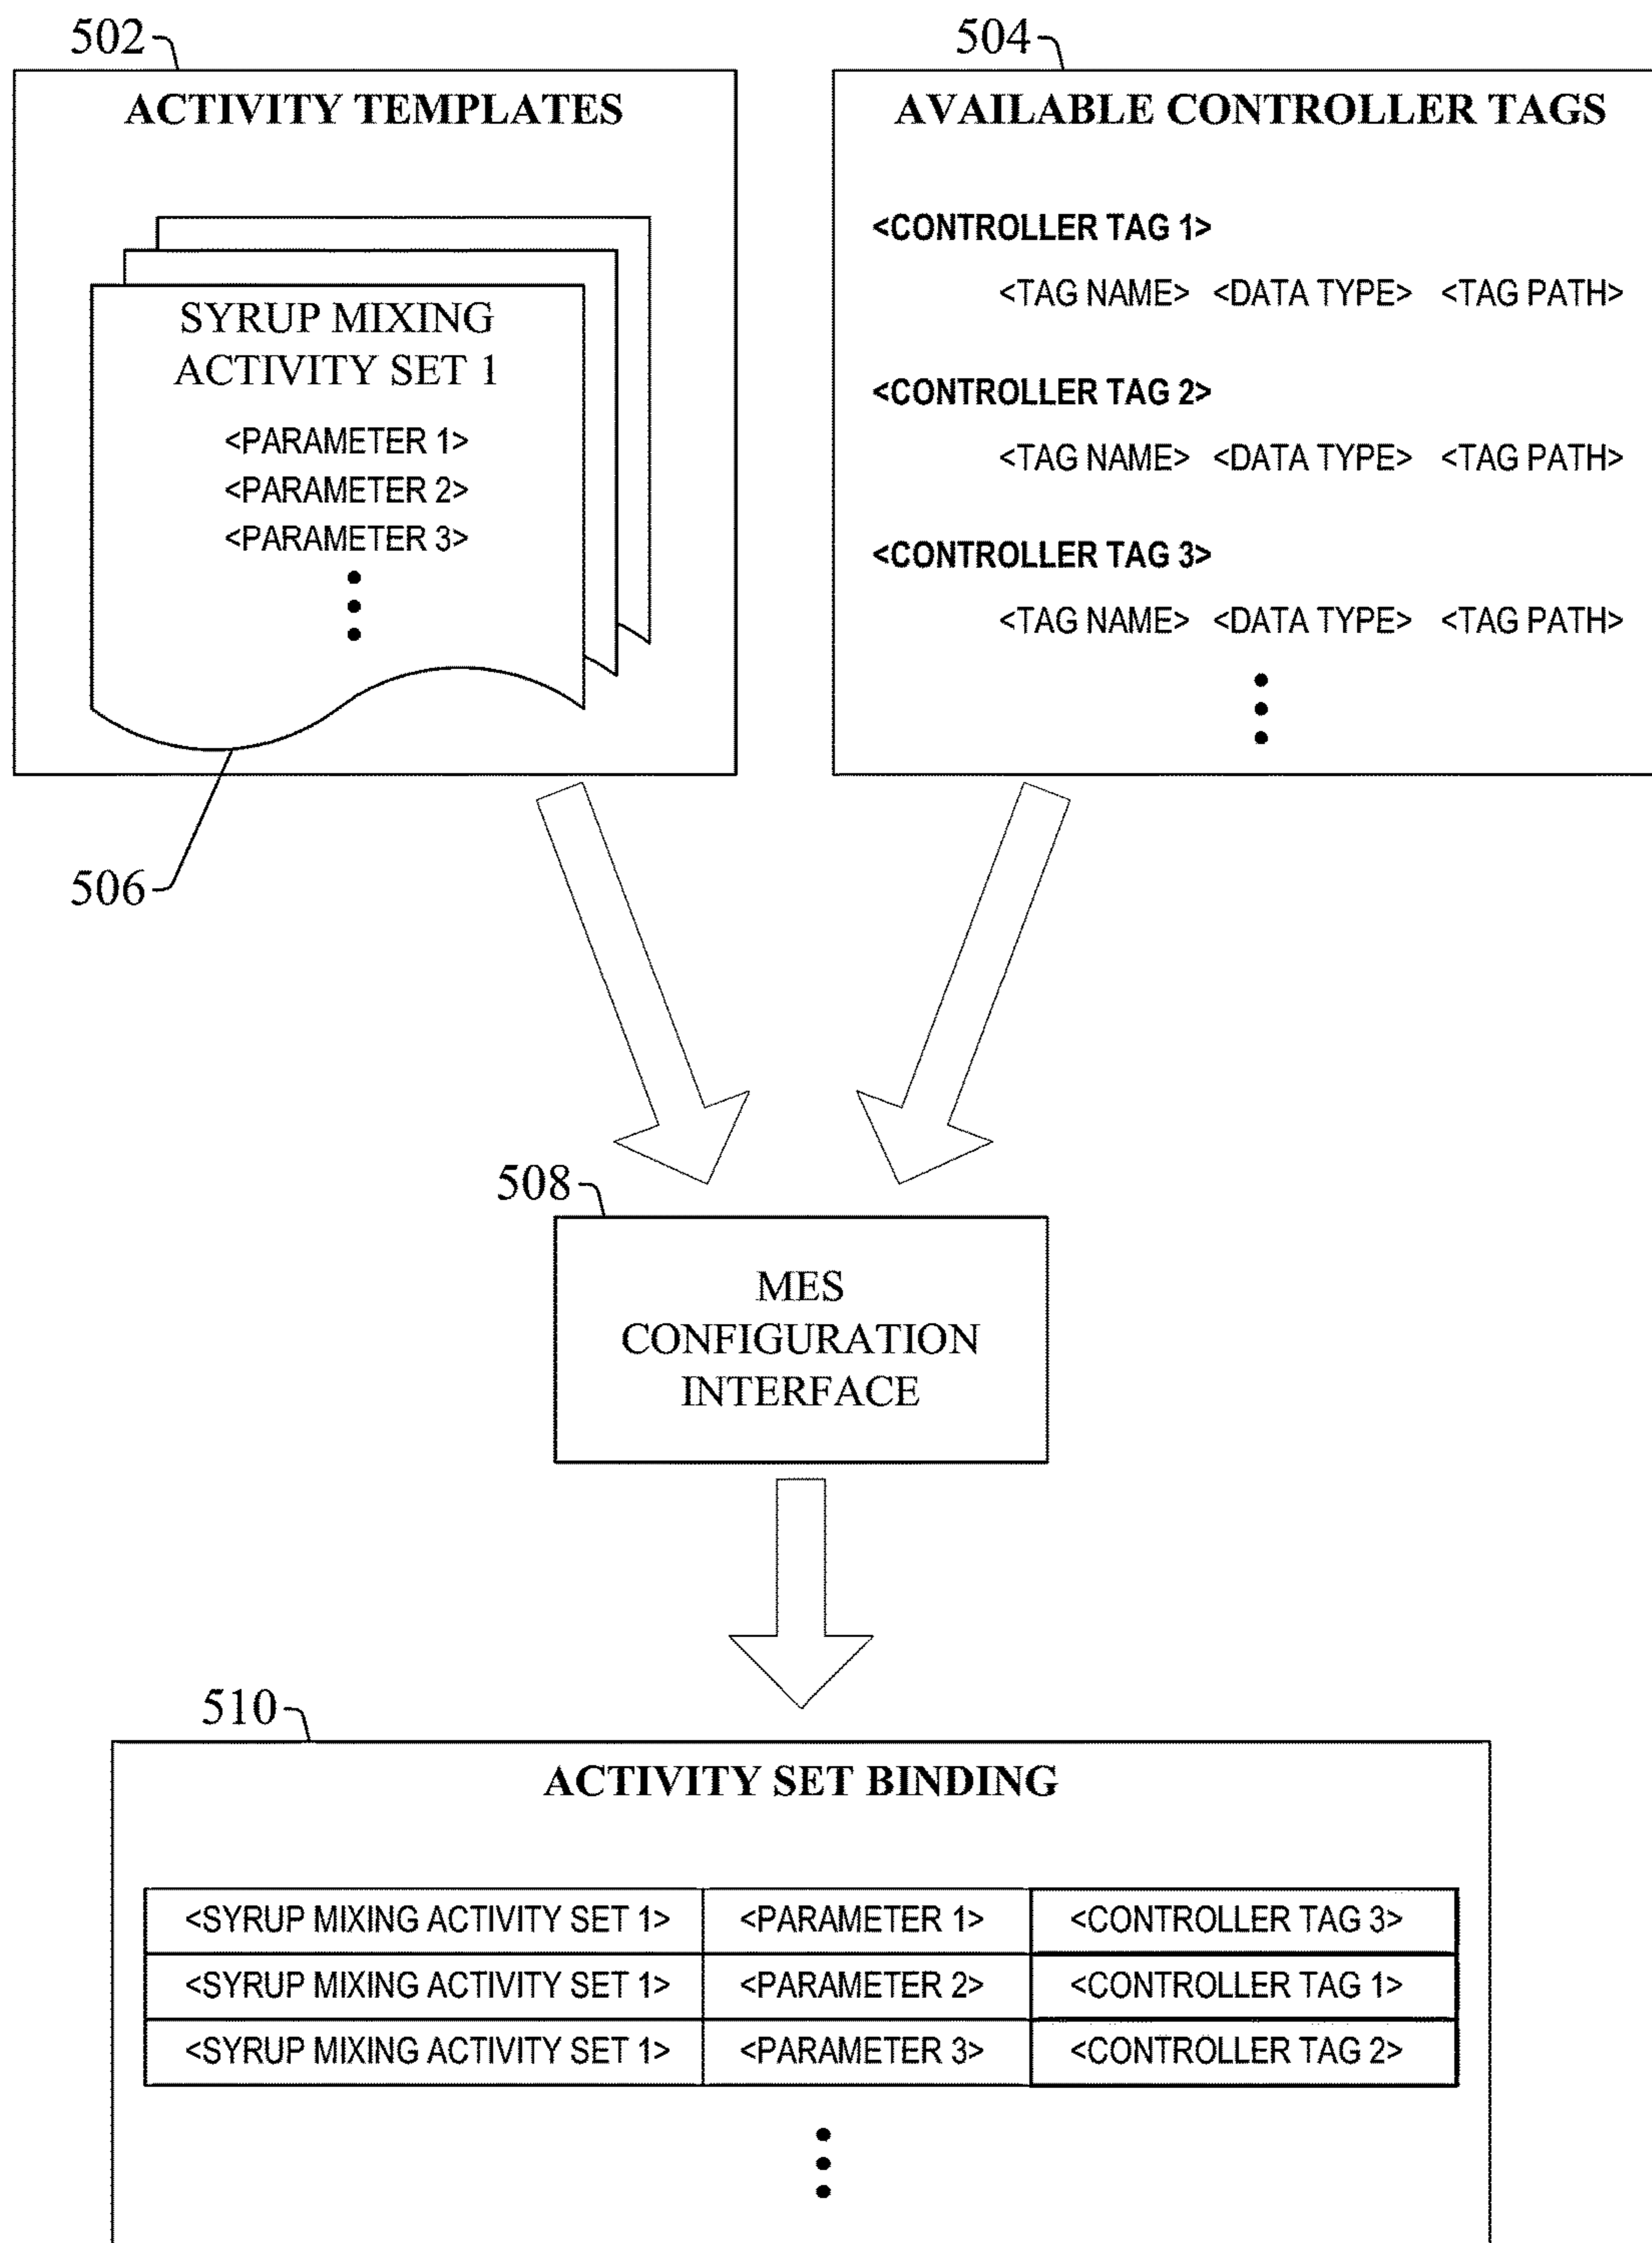 502
ACTIVITY TEMPLATES
SYRUP MIXING
ACTIVITY SET 1
<PARAMETER 1>
<PARAMETER 2>
<PARAMETER 3>
506
504
AVAILABLE CONTROLLER TAGS
<CONTROLLER TAG 1>
<TAG NAME> <DATA TYPE> <TAG PATH>
<CONTROLLER TAG 2>
<TAG NAME> <DATA TYPE> <TAG PATH>
<CONTROLLER TAG 3>
<TAG NAME> <DATA TYPE> <TAG PATH>
508
MES
CONFIGURATION
INTERFACE
510
ACTIVITY SET BINDING
<SYRUP MIXING ACTIVITY SET 1> <PARAMETER 1> <CONTROLLER TAG 3>
<SYRUP MIXING ACTIVITY SET 1> <PARAMETER 2> <CONTROLLER TAG 1>
<SYRUP MIXING ACTIVITY SET 1> <PARAMETER 3> <CONTROLLER TAG 2>